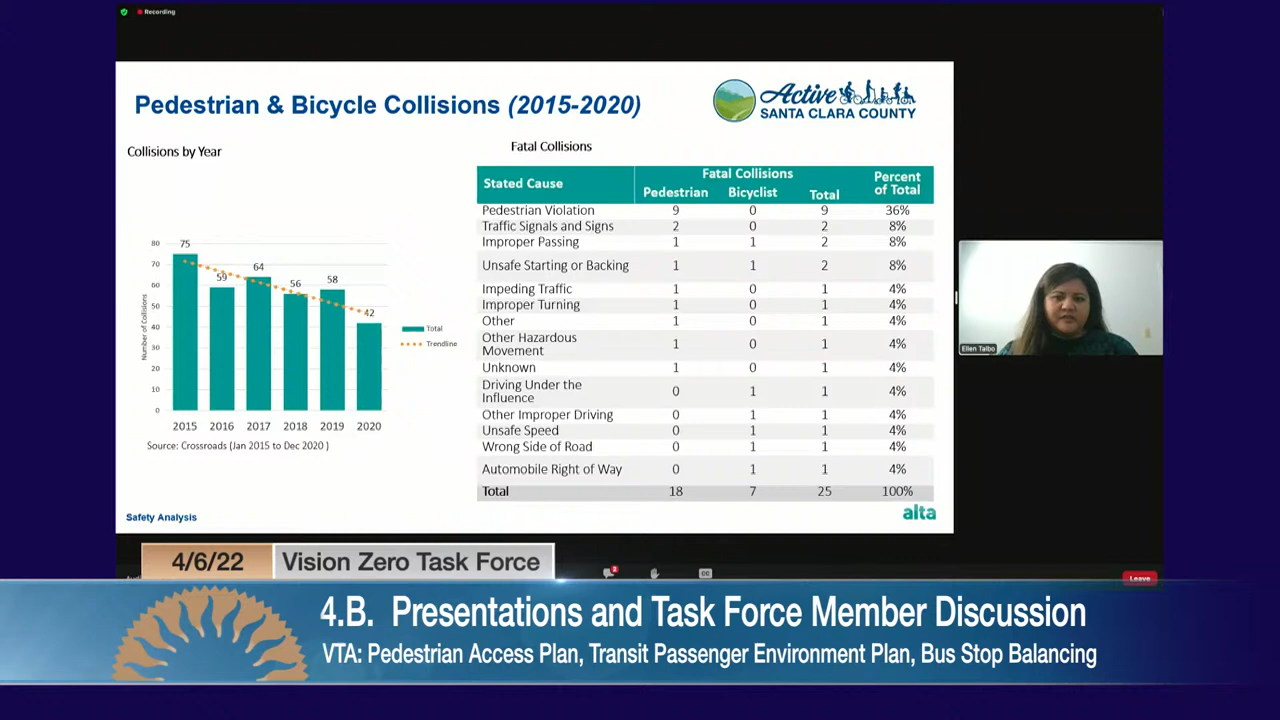 Recording
Pedestrian & Bicycle Collisions (2015-2020)
Active
SANTA CLARA COUNTY
Collisions by Year
Fatal Collisions
80
70
60
50
40
30
20
10
0
Number of Collisions
75
59
64
56
58
42
2015 2016 2017 2018 2019 2020
Total
Trendline
Source: Crossroads (Jan 2015 to Dec 2020 )
Stated Cause Fatal Collisions Percent of Total
Pedestrian Bicyclist Total
Pedestrian Violation 9 0 9 36%
Traffic Signals and Signs 2 0 2 8%
Improper Passing 1 1 2 8%
Unsafe Starting or Backing 1 1 2 8%
Impeding Traffic 1 0 1 4%
Improper Turning 1 0 1 4%
Other 1 0 1 4%
Other Hazardous
Movement 1 0 1 4%
Unknown 1 0 1 4%
Driving Under the
Influence 0 1 1 4%
Other Improper Driving 0 1 1 4%
Unsafe Speed 0 1 1 4%
Wrong Side of Road 0 1 1 4%
Automobile Right of Way 0 1 1 4%
Total 18 7 25 100%
Safety Analysis
alta
Ellen Talbo
2
CC
Leave
4/6/22 Vision Zero Task Force
4.B. Presentations and Task Force Member Discussion
VTA: Pedestrian Access Plan, Transit Passenger Environment Plan, Bus Stop Balancing